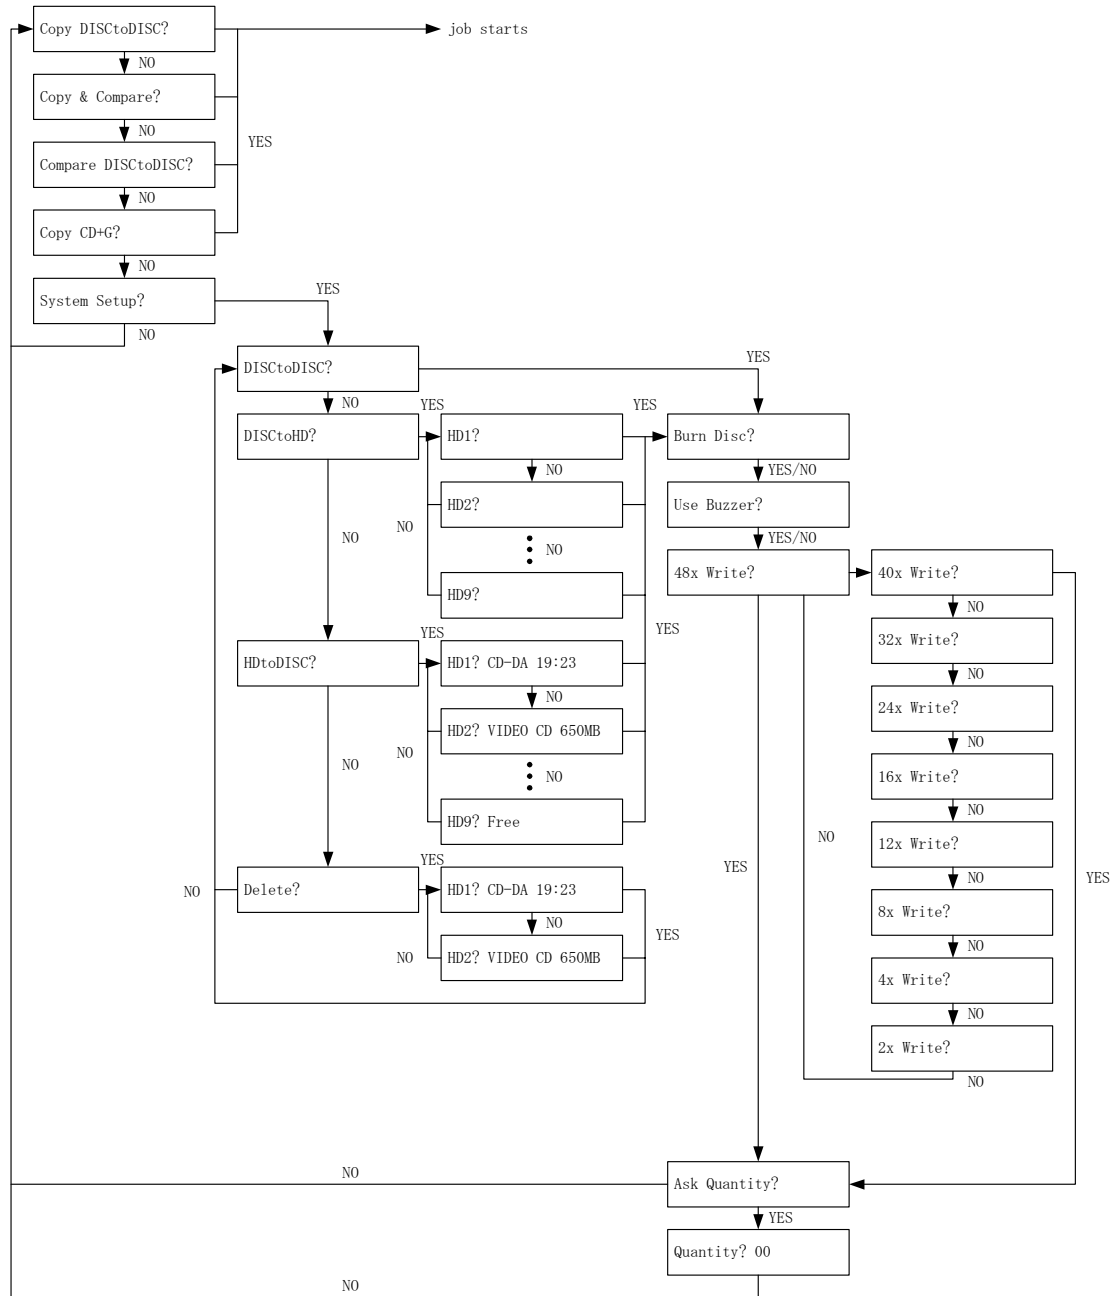 Copy DISCtoDISC?
job starts
NO
Copy & Compare?
NO
YES
Compare DISCtoDISC?
NO
Copy CD+G?
NO
System Setup?
YES
NO
DISCtoDISC?
YES
NO
YES
YES
DISCtoHD?
HD1?
Burn Disc?
NO
YES/NO
HD2?
Use Buzzer?
NO
NO
NO
YES/NO
48x Write?
40x Write?
HD9?
NO
YES
YES
32x Write?
HDtoDISC?
HD1? CD-DA 19:23
NO
NO
24x Write?
HD2? VIDEO CD 650MB
NO
NO
NO
NO
16x Write?
NO
HD9? Free
12x Write?
NO
YES
YES
NO
YES
NO
Delete?
HD1? CD-DA 19:23
8x Write?
NO
YES
NO
NO
HD2? VIDEO CD 650MB
4x Write?
NO
2x Write?
NO
NO
Ask Quantity?
YES
Quantity? 00
NO